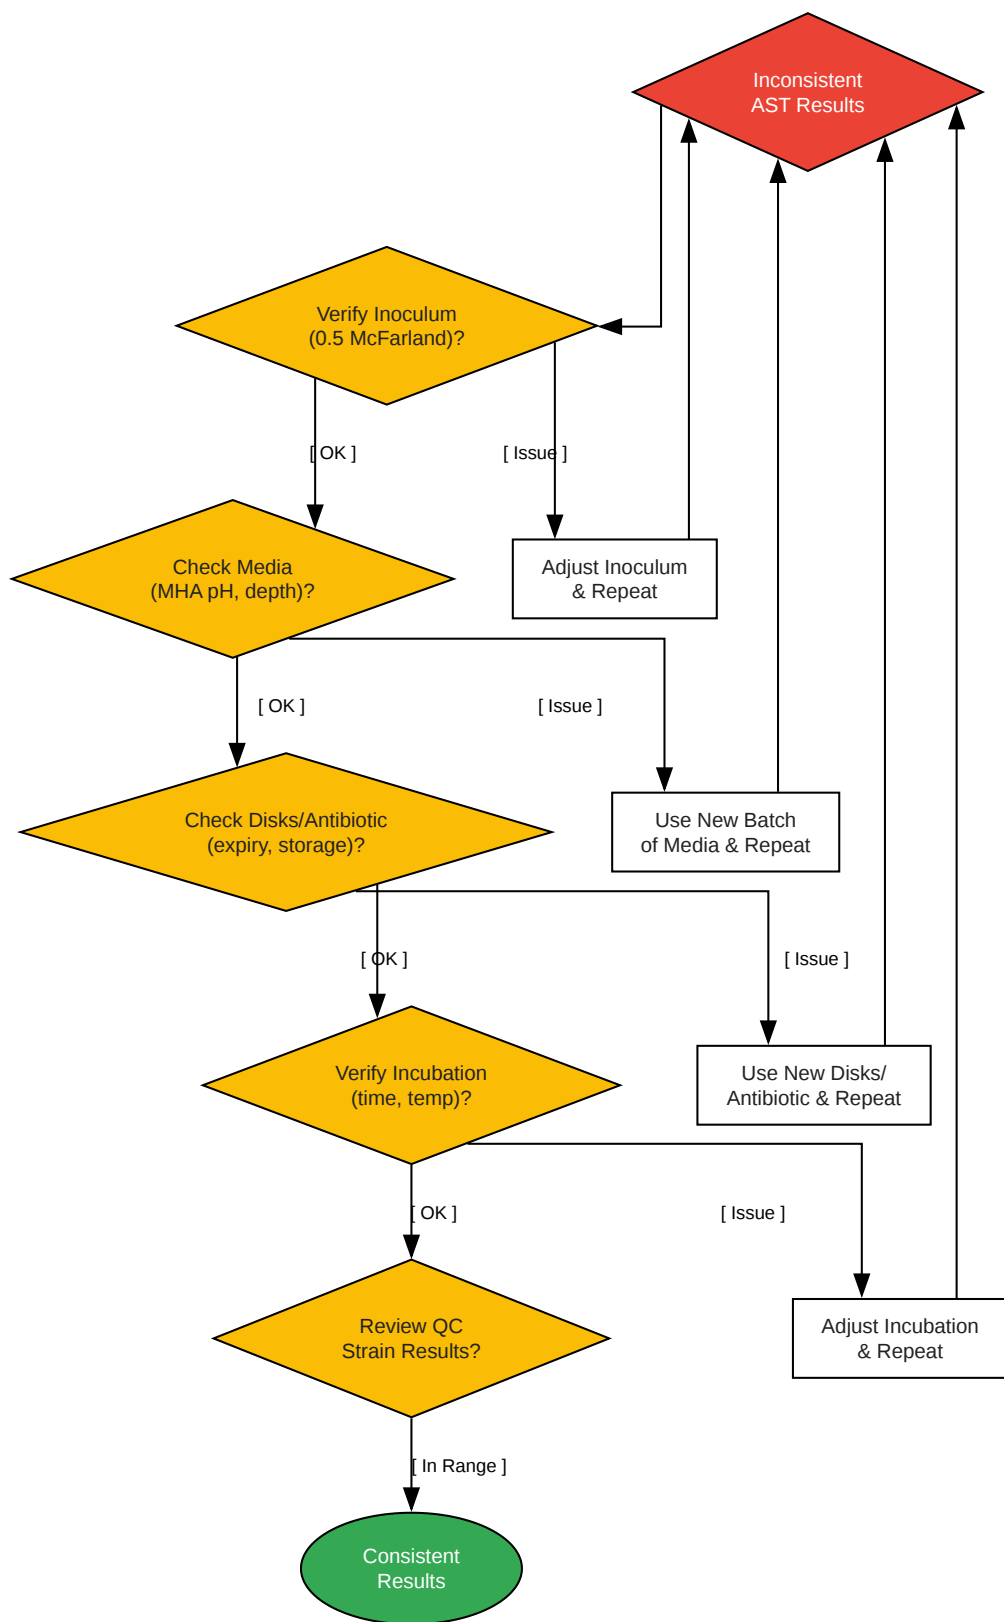 Inconsistent
AST Results
Verify Inoculum
(0.5 McFarland)?
[ OK ]
[ Issue ]
Check Media
(MHA pH, depth)?
Adjust Inoculum
& Repeat
[ OK ]
[ Issue ]
Check Disks/Antibiotic
(expiry, storage)?
Use New Batch
of Media & Repeat
[ OK ]
[ Issue ]
Verify Incubation
(time, temp)?
Use New Disks/
Antibiotic & Repeat
[ OK ]
[ Issue ]
Review QC
Strain Results?
Adjust Incubation
& Repeat
[ In Range ]
Consistent
Results